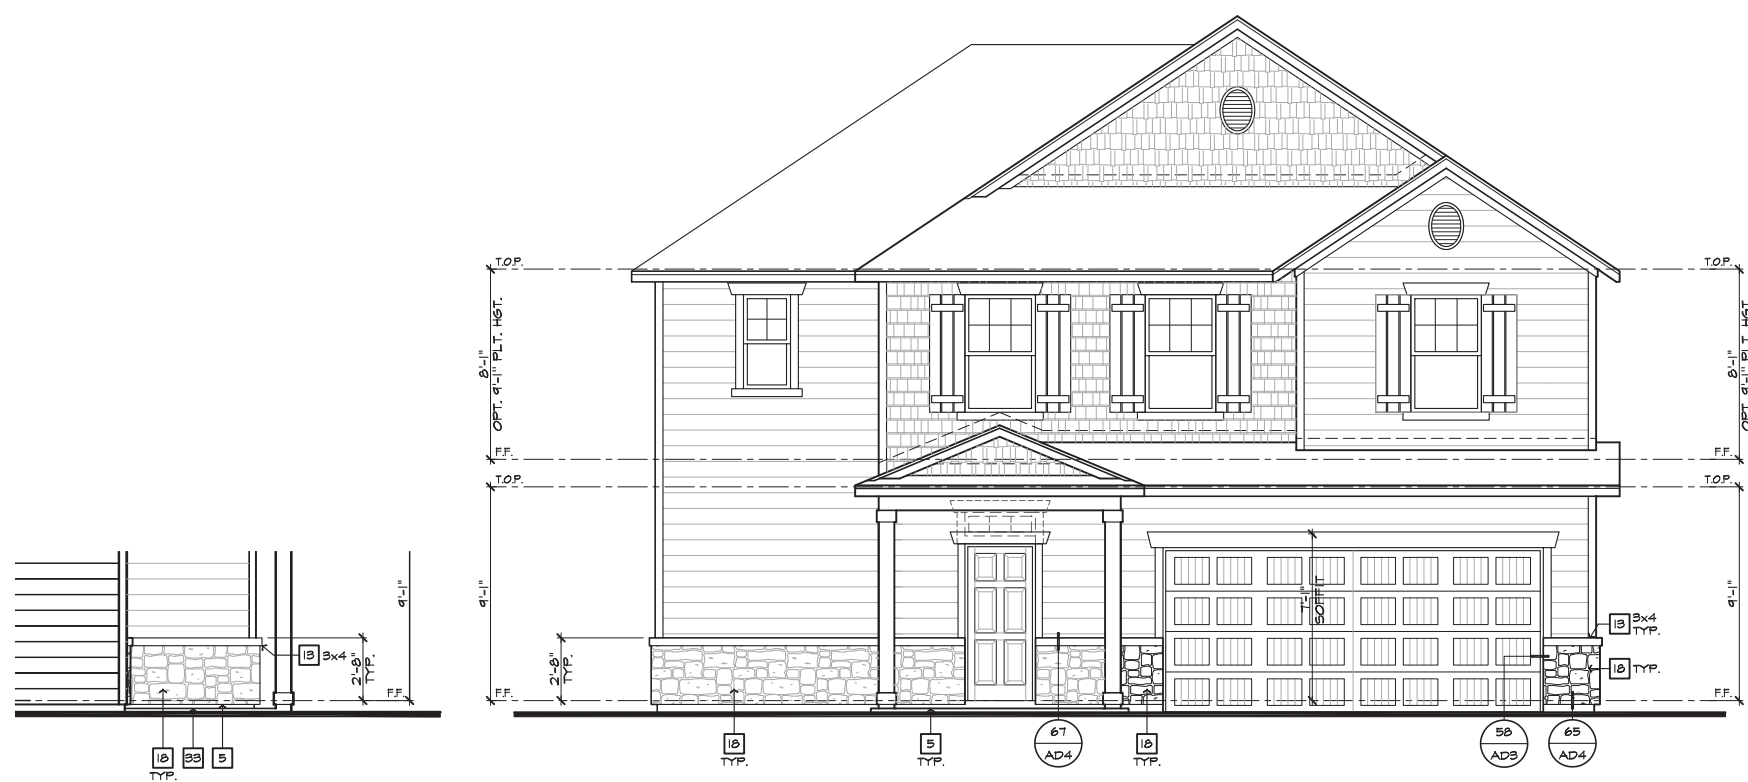 T.O.P.
T.O.P.
8'-1"
OPT. 9'-1" PLT. HGT.
8'-1"
OPT. 9'-1" PLT. HGT.
F.F.
F.F.
T.O.P.
T.O.P.
9'-1"
9'-1"
9'-1"
7'-1"
SOFFIT
13 3x4
TYP.
13 3x4
2'-8"
TYP.
2'-8"
TYP.
18 TYP.
F.F.
F.F.
F.F.
18
TYP.
33
5
18
TYP.
5
TYP.
67
AD4
18
TYP.
58
AD3
65
AD4